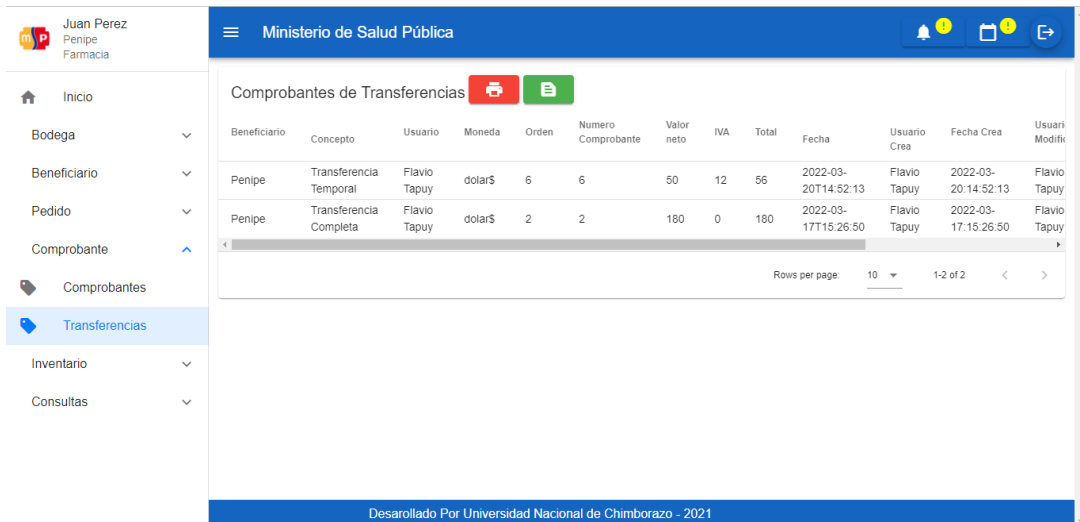 Juan Perez
Penipe
Farmacia
Ministerio de Salud Pública
Inicio
Bodega
Beneficiario
Pedido
Comprobante
Comprobantes
Transferencias
Inventario
Consultas
Comprobantes de Transferencias
Beneficiario Concepto Usuario Moneda Orden Numero Comprobante Valor neto IVA Total Fecha Usuario Crea Fecha Crea
Penipe Transferencia Temporal Flavio Tapuy dolar$ 6 6 50 12 56 2022-03-20T14:52:13 Flavio Tapuy 2022-03-20:14:52:13 Flavio Tapuy
Penipe Transferencia Completa Flavio Tapuy dolar$ 2 2 180 0 180 2022-03-17T15:26:50 Flavio Tapuy 2022-03-17:15:26:50 Flavio Tapuy
Rows per page: 10 1-2 of 2
Desarollado Por Universidad Nacional de Chimborazo - 2021